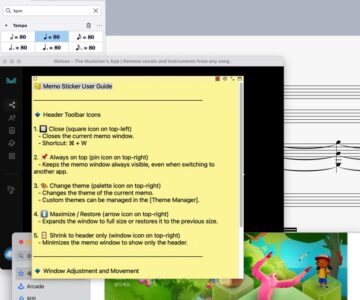 tem
Tempo
= 80
= 80
= 80
= 80
= 80
= 80
Moises - The Musician's App | Remove vocals and instruments from any song
Memo Sticker User Guide
Header Toolbar Icons
1. Close (square icon on top-left)
- Closes the current memo window.
- Shortcut: ⌘ + W
2. 📌 Always on top (pin icon on top-right)
- Keeps the memo window always visible, even when switching to
another app.
3. 🎨 Change theme (palette icon on top-right)
- Changes the theme of the current memo.
- Custom themes can be managed in the [Theme Manager].
4. Maximize / Restore (arrow icon on top-right)
- Expands the window to full size or restores it to the previous size.
5. Shrink to header only (window icon on top-right)
- Minimizes the memo window to show only the header.
Window Adjustment and Movement
Arcade